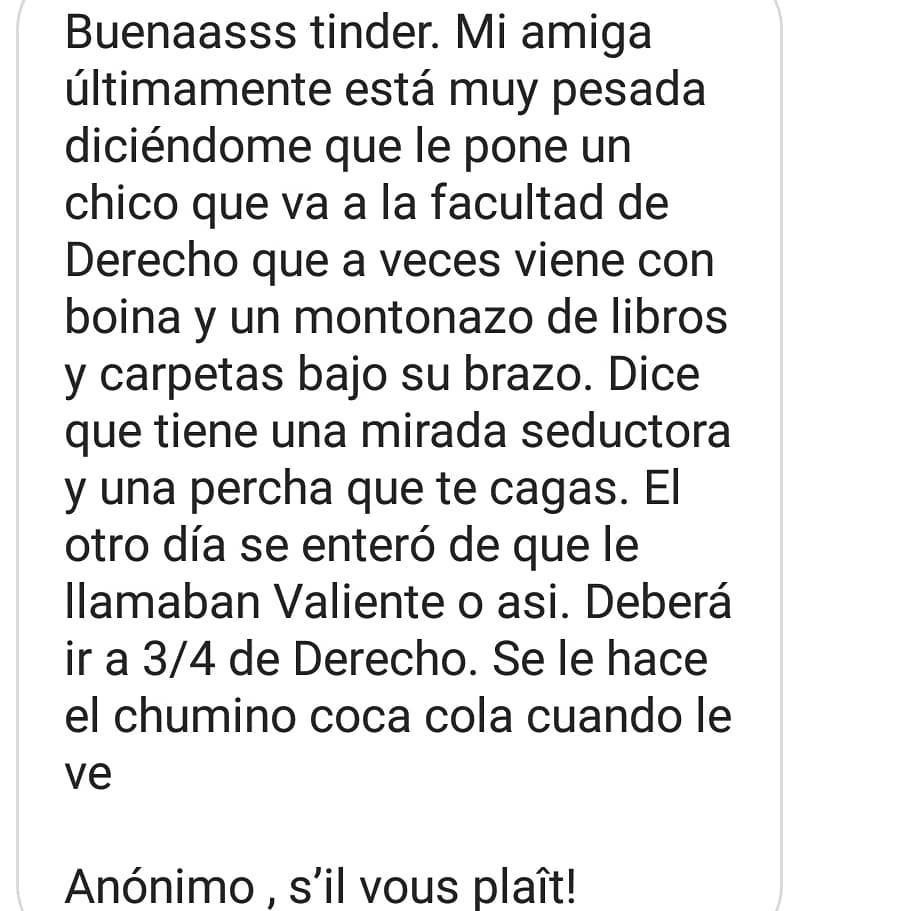 Buenaasss tinder. Mi amiga
últimamente está muy pesada
diciéndome que le pone un
chico que va a la facultad de
Derecho que a veces viene con
boina y un montonazo de libros
y carpetas bajo su brazo. Dice
que tiene una mirada seductora
y una percha que te cagas. El
otro día se enteró de que le
llamaban Valiente o asi. Deberá
ir a 3/4 de Derecho. Se le hace
el chumino coca cola cuando le
ve
Anónimo , s’il vous plaît!